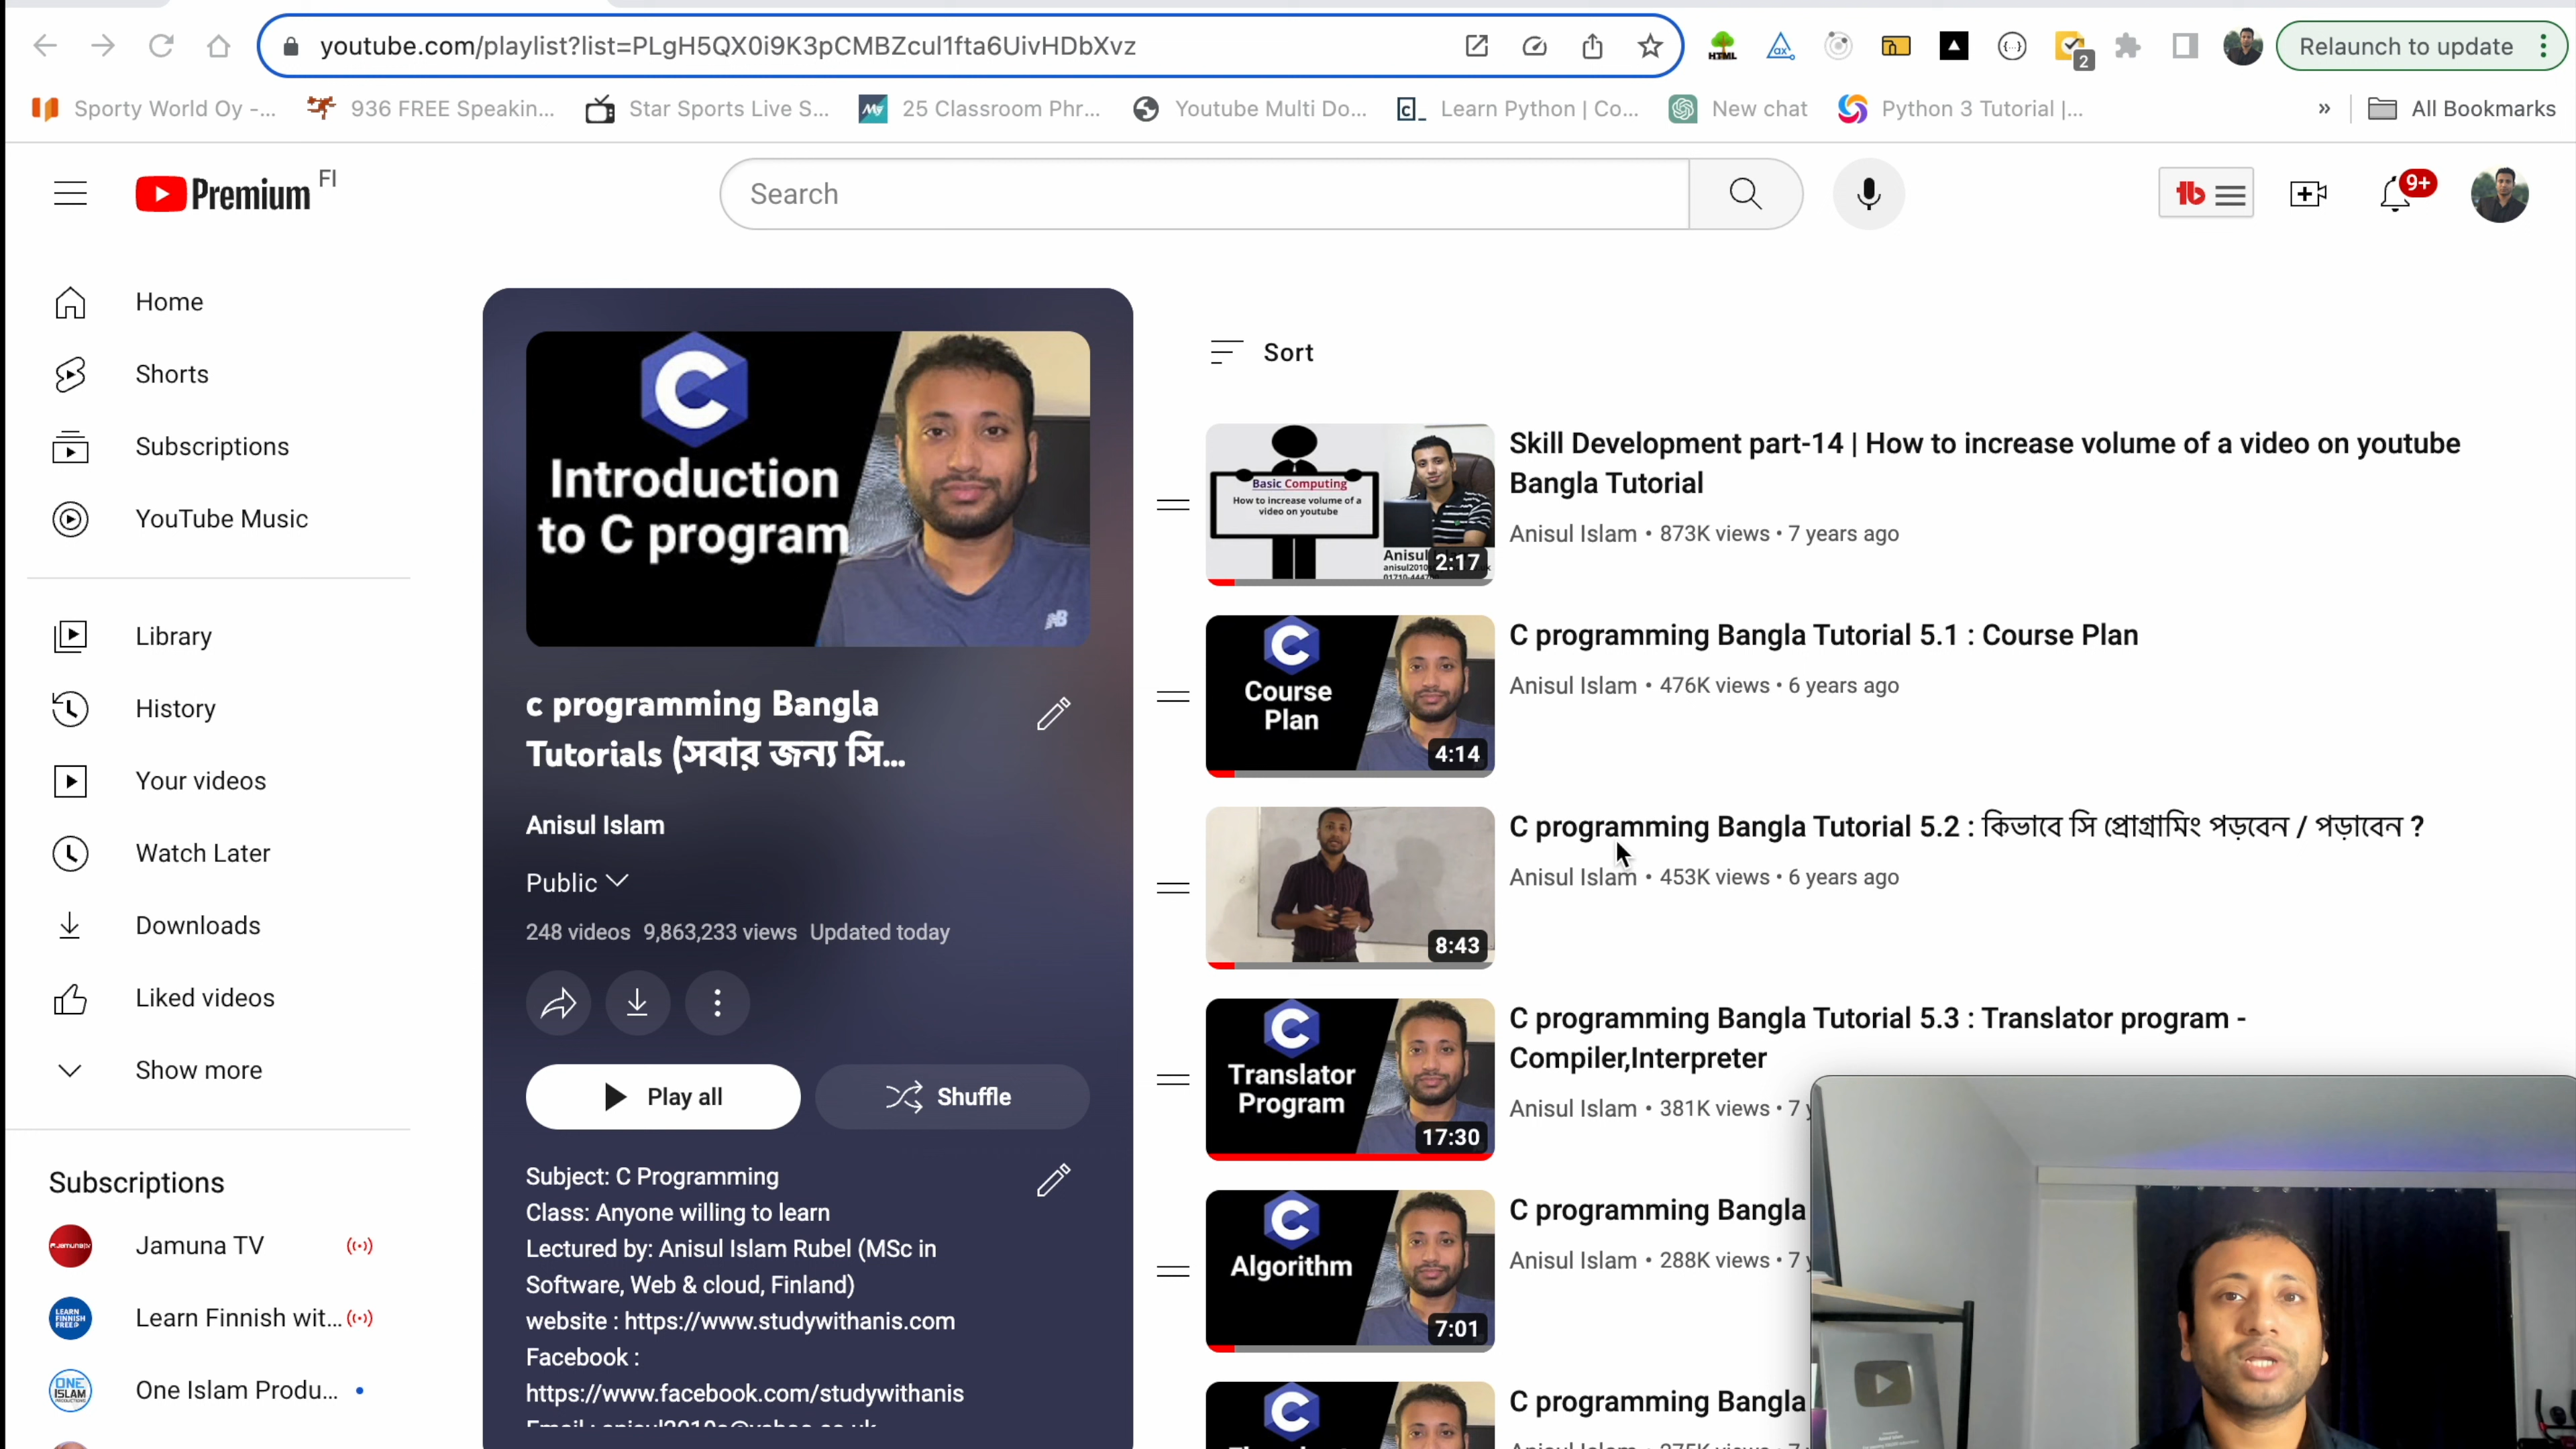 youtube.com/playlist?list=PLgH5QX0i9K3pCMBZcul1fta6UivHDbXvz
HTML
ax
2
Relaunch to update
Sporty World Oy -...
936 FREE Speakin...
Star Sports Live S...
25 Classroom Phr...
Youtube Multi Do...
Learn Python | Co...
New chat
Python 3 Tutorial |...
»
All Bookmarks
Premium FI
Search
9+
Home
Shorts
Subscriptions
YouTube Music
Library
History
Your videos
Watch Later
Downloads
Liked videos
Show more
Subscriptions
Jamuna TV
LEARN FINNISH FREE
Learn Finnish wit...
ONE ISLAM
One Islam Produ...
C
Introduction
to C program
c programming Bangla
Tutorials (সবার জন্য সি...
Anisul Islam
Public
248 videos 9,863,233 views Updated today
Play all
Shuffle
Subject: C Programming
Class: Anyone willing to learn
Lectured by: Anisul Islam Rubel (MSc in
Software, Web & cloud, Finland)
website : https://www.studywithanis.com
Facebook :
https://www.facebook.com/studywithanis
Sort
Basic Computing
How to increase volume of a
video on youtube
Anisul
2:17
Skill Development part-14 | How to increase volume of a video on youtube
Bangla Tutorial
Anisul Islam • 873K views • 7 years ago
C
Course
Plan
4:14
C programming Bangla Tutorial 5.1 : Course Plan
Anisul Islam • 476K views • 6 years ago
8:43
C programming Bangla Tutorial 5.2 : কিভাবে সি প্রোগ্রামিং পড়বেন / পড়াবেন ?
Anisul Islam • 453K views • 6 years ago
C
Translator
Program
17:30
C programming Bangla Tutorial 5.3 : Translator program -
Compiler,Interpreter
Anisul Islam • 381K views • 7
C
Algorithm
7:01
C programming Bangla
Anisul Islam • 288K views • 7
C
C programming Bangla